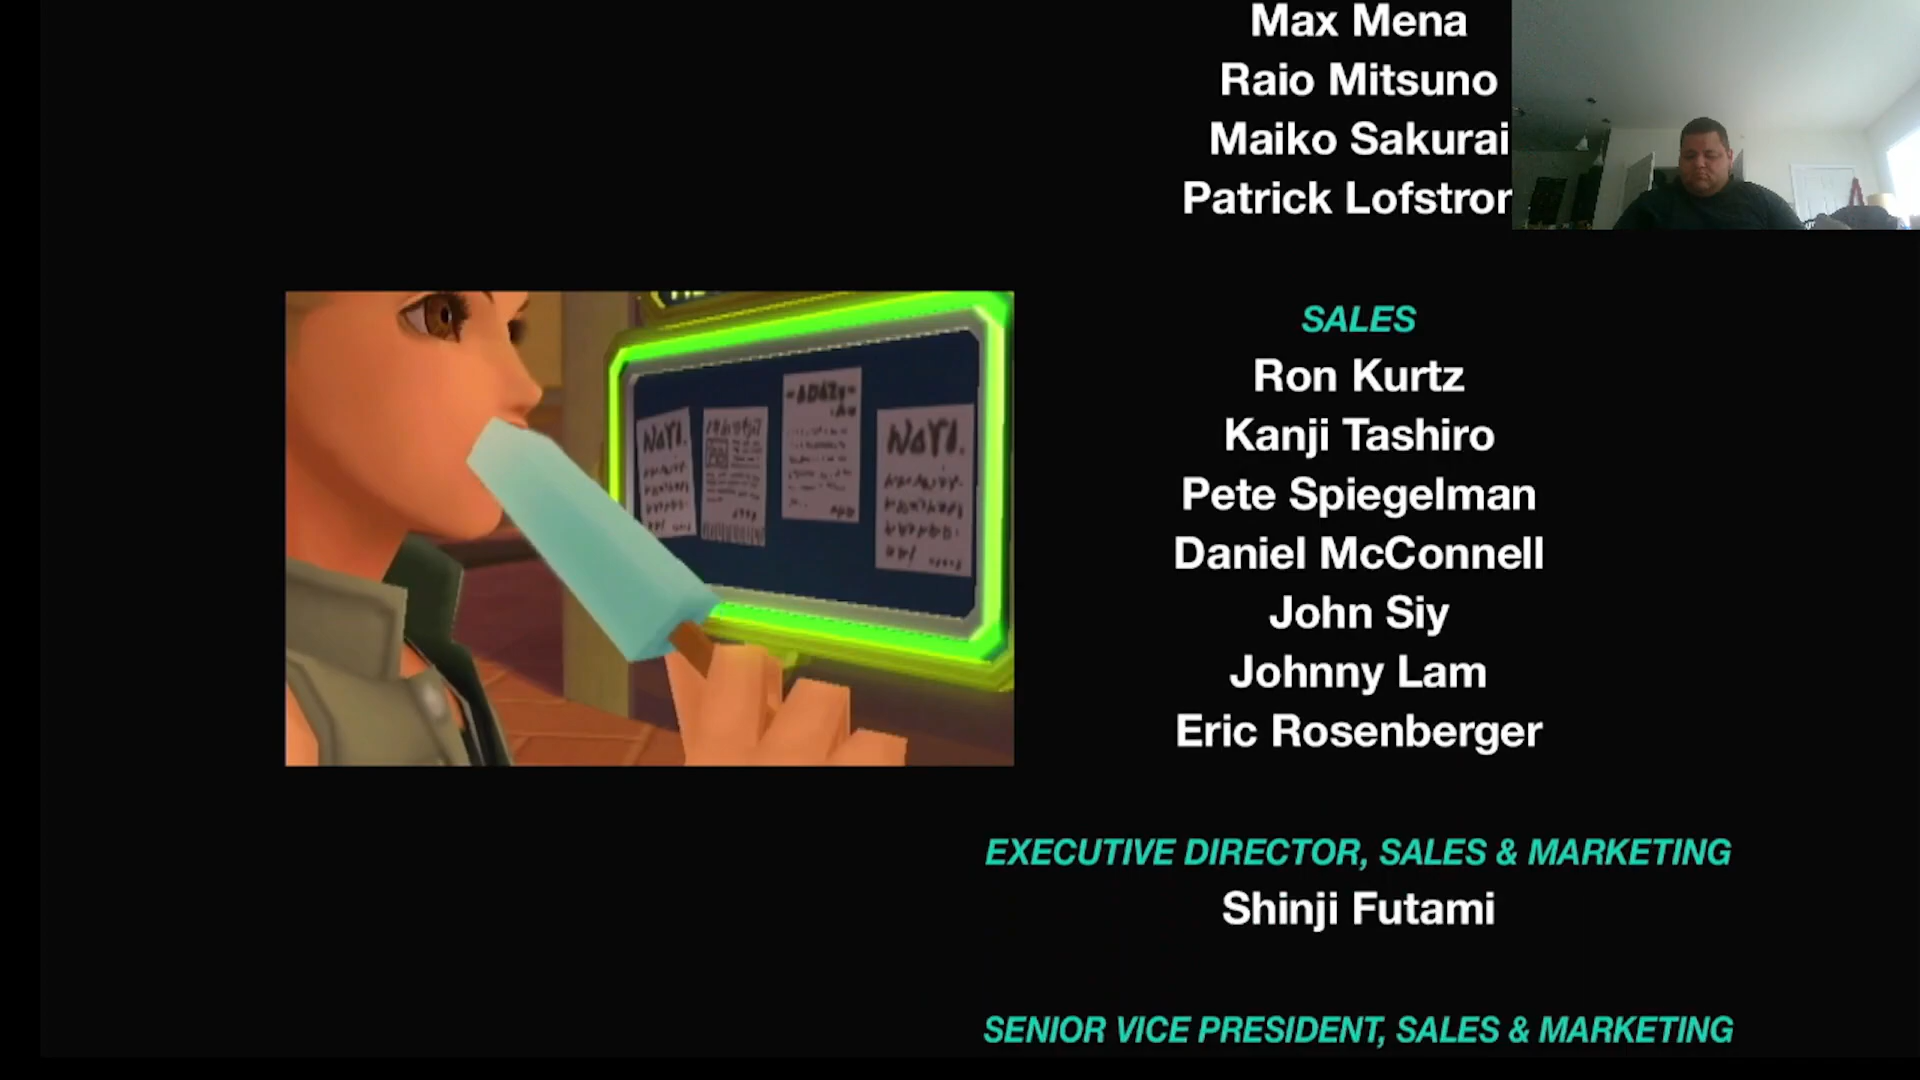 Max Mena
Raio Mitsuno
Maiko Sakurai
Patrick Lofstror
SALES
Ron Kurtz
Kanji Tashiro
Pete Spiegelman
Daniel McConnell
John Siy
Johnny Lam
Eric Rosenberger
EXECUTIVE DIRECTOR, SALES & MARKETING
Shinji Futami
SENIOR VICE PRESIDENT, SALES & MARKETING